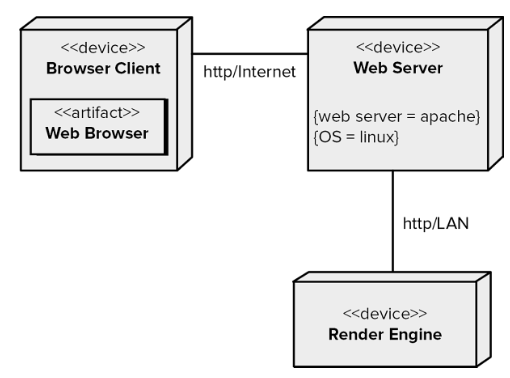 <<device>>
Browser Client
<<artifact>>
Web Browser
http/Internet
<<device>>
Web Server
{web server = apache}
{OS = linux}
http/LAN
<<device>>
Render Engine